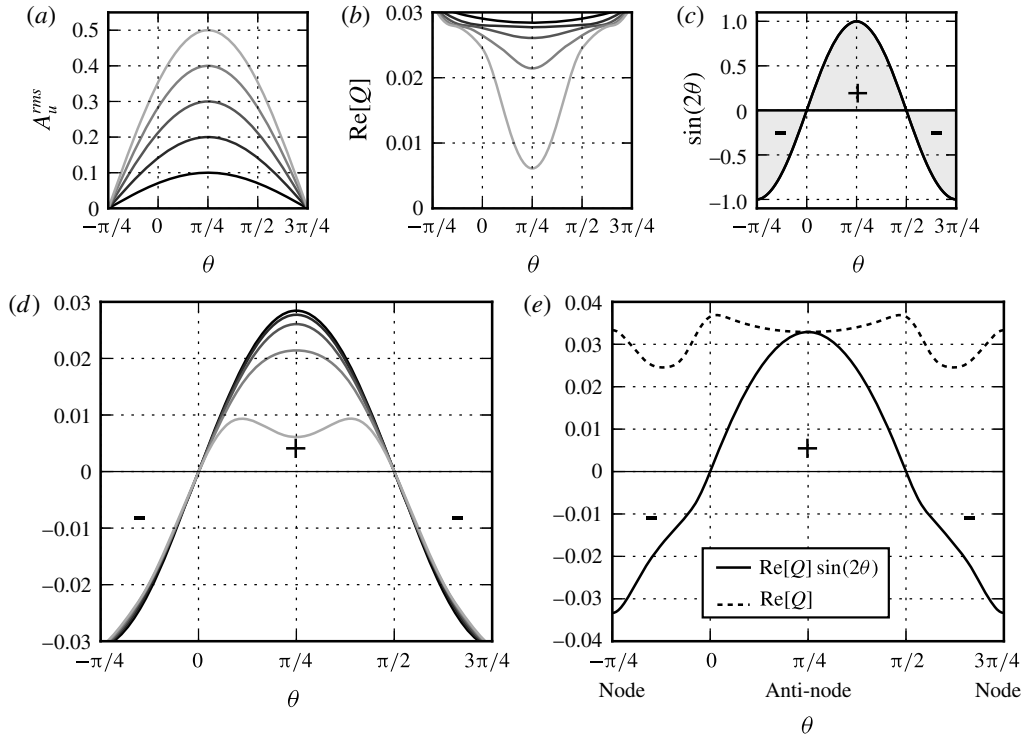 (a)
0.5
0.4
0.3
0.2
0.1
0
A_u^{rms}
−π/4
0
π/4
π/2
3π/4
θ
(b)
0.03
0.02
0.01
0
Re[Q]
−π/4
0
π/4
π/2
3π/4
θ
(c)
1.0
0.5
0
−0.5
−1.0
sin(2θ)
+
-
-
−π/4
0
π/4
π/2
3π/4
θ
(d)
0.03
0.02
0.01
0
−0.01
−0.02
−0.03
+
-
-
−π/4
0
π/4
π/2
3π/4
θ
(e)
0.04
0.03
0.02
0.01
0
−0.01
−0.02
−0.03
−0.04
+
-
-
Re[Q] sin(2θ)
Re[Q]
−π/4
0
π/4
π/2
3π/4
Node
Anti-node
Node
θ